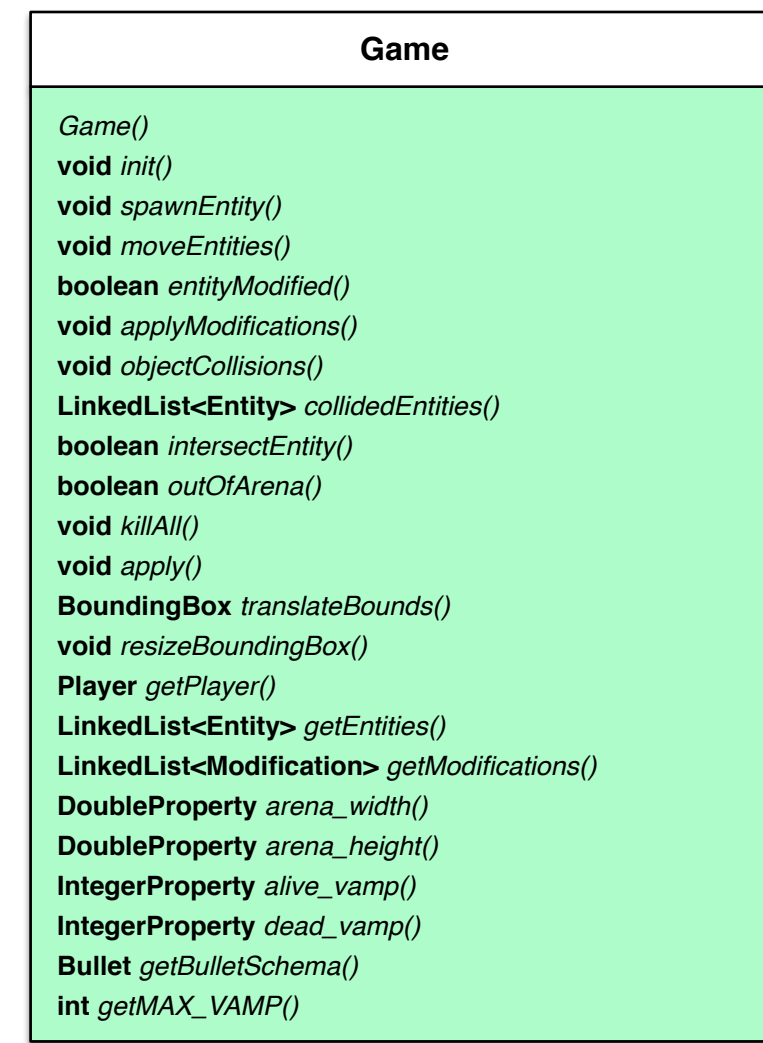 Game
Game()
void init()
void spawnEntity()
void moveEntities()
boolean entityModified()
void applyModifications()
void objectCollisions()
LinkedList<Entity> collidedEntities()
boolean intersectEntity()
boolean outOfArena()
void killAll()
void apply()
BoundingBox translateBounds()
void resizeBoundingBox()
Player getPlayer()
LinkedList<Entity> getEntities()
LinkedList<Modification> getModifications()
DoubleProperty arena_width()
DoubleProperty arena_height()
IntegerProperty alive_vamp()
IntegerProperty dead_vamp()
Bullet getBulletSchema()
int getMAX_VAMP()